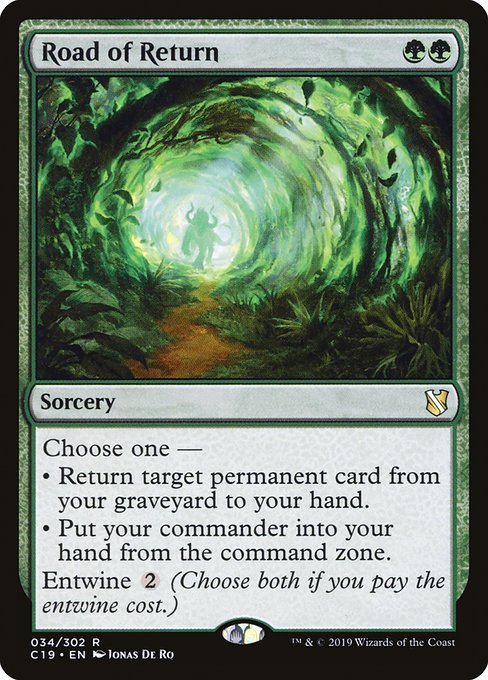 Road of Return
Sorcery
Choose one —
• Return target permanent card from
your graveyard to your hand.
• Put your commander into your
hand from the command zone.
Entwine 2 (Choose both if you pay the
entwine cost.)
034/302 R
C19 • EN Jonas De Ro
™ & © 2019 Wizards of the Coast